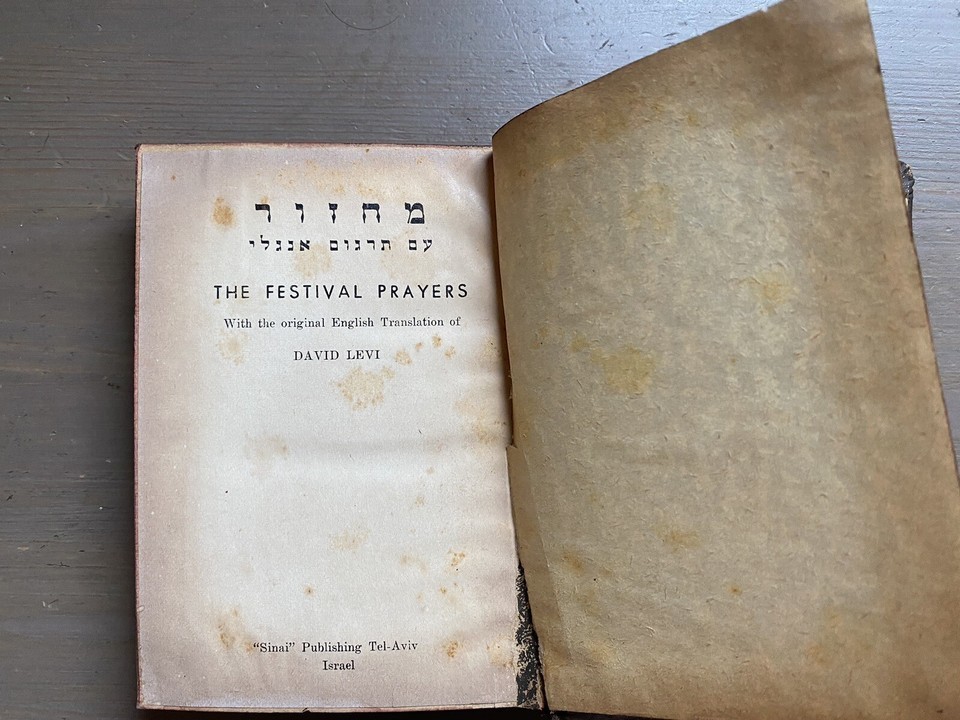 מחזור
עם תרגום אנגלי
THE FESTIVAL PRAYERS
With the original English Translation of
DAVID LEVI
"Sinai" Publishing Tel-Aviv
Israel